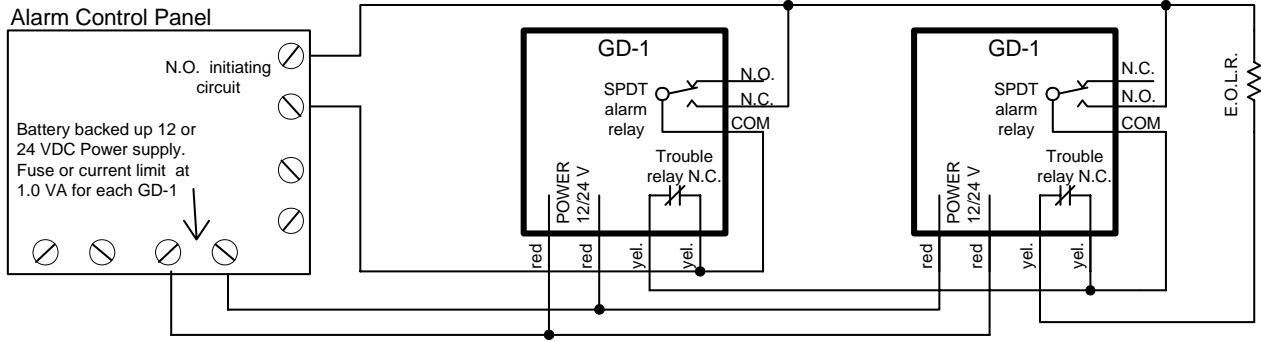 Alarm Control Panel
N.O. initiating
circuit
Battery backed up 12 or
24 VDC Power supply.
Fuse or current limit at
1.0 VA for each GD-1
GD-1
SPDT
alarm
relay
N.O.
N.C.
COM
Trouble
relay N.C.
POWER
12/24 V
red
red
yel.
yel.
GD-1
SPDT
alarm
relay
N.C.
N.O.
COM
Trouble
relay N.C.
POWER
12/24 V
red
red
yel.
yel.
E.O.L.R.